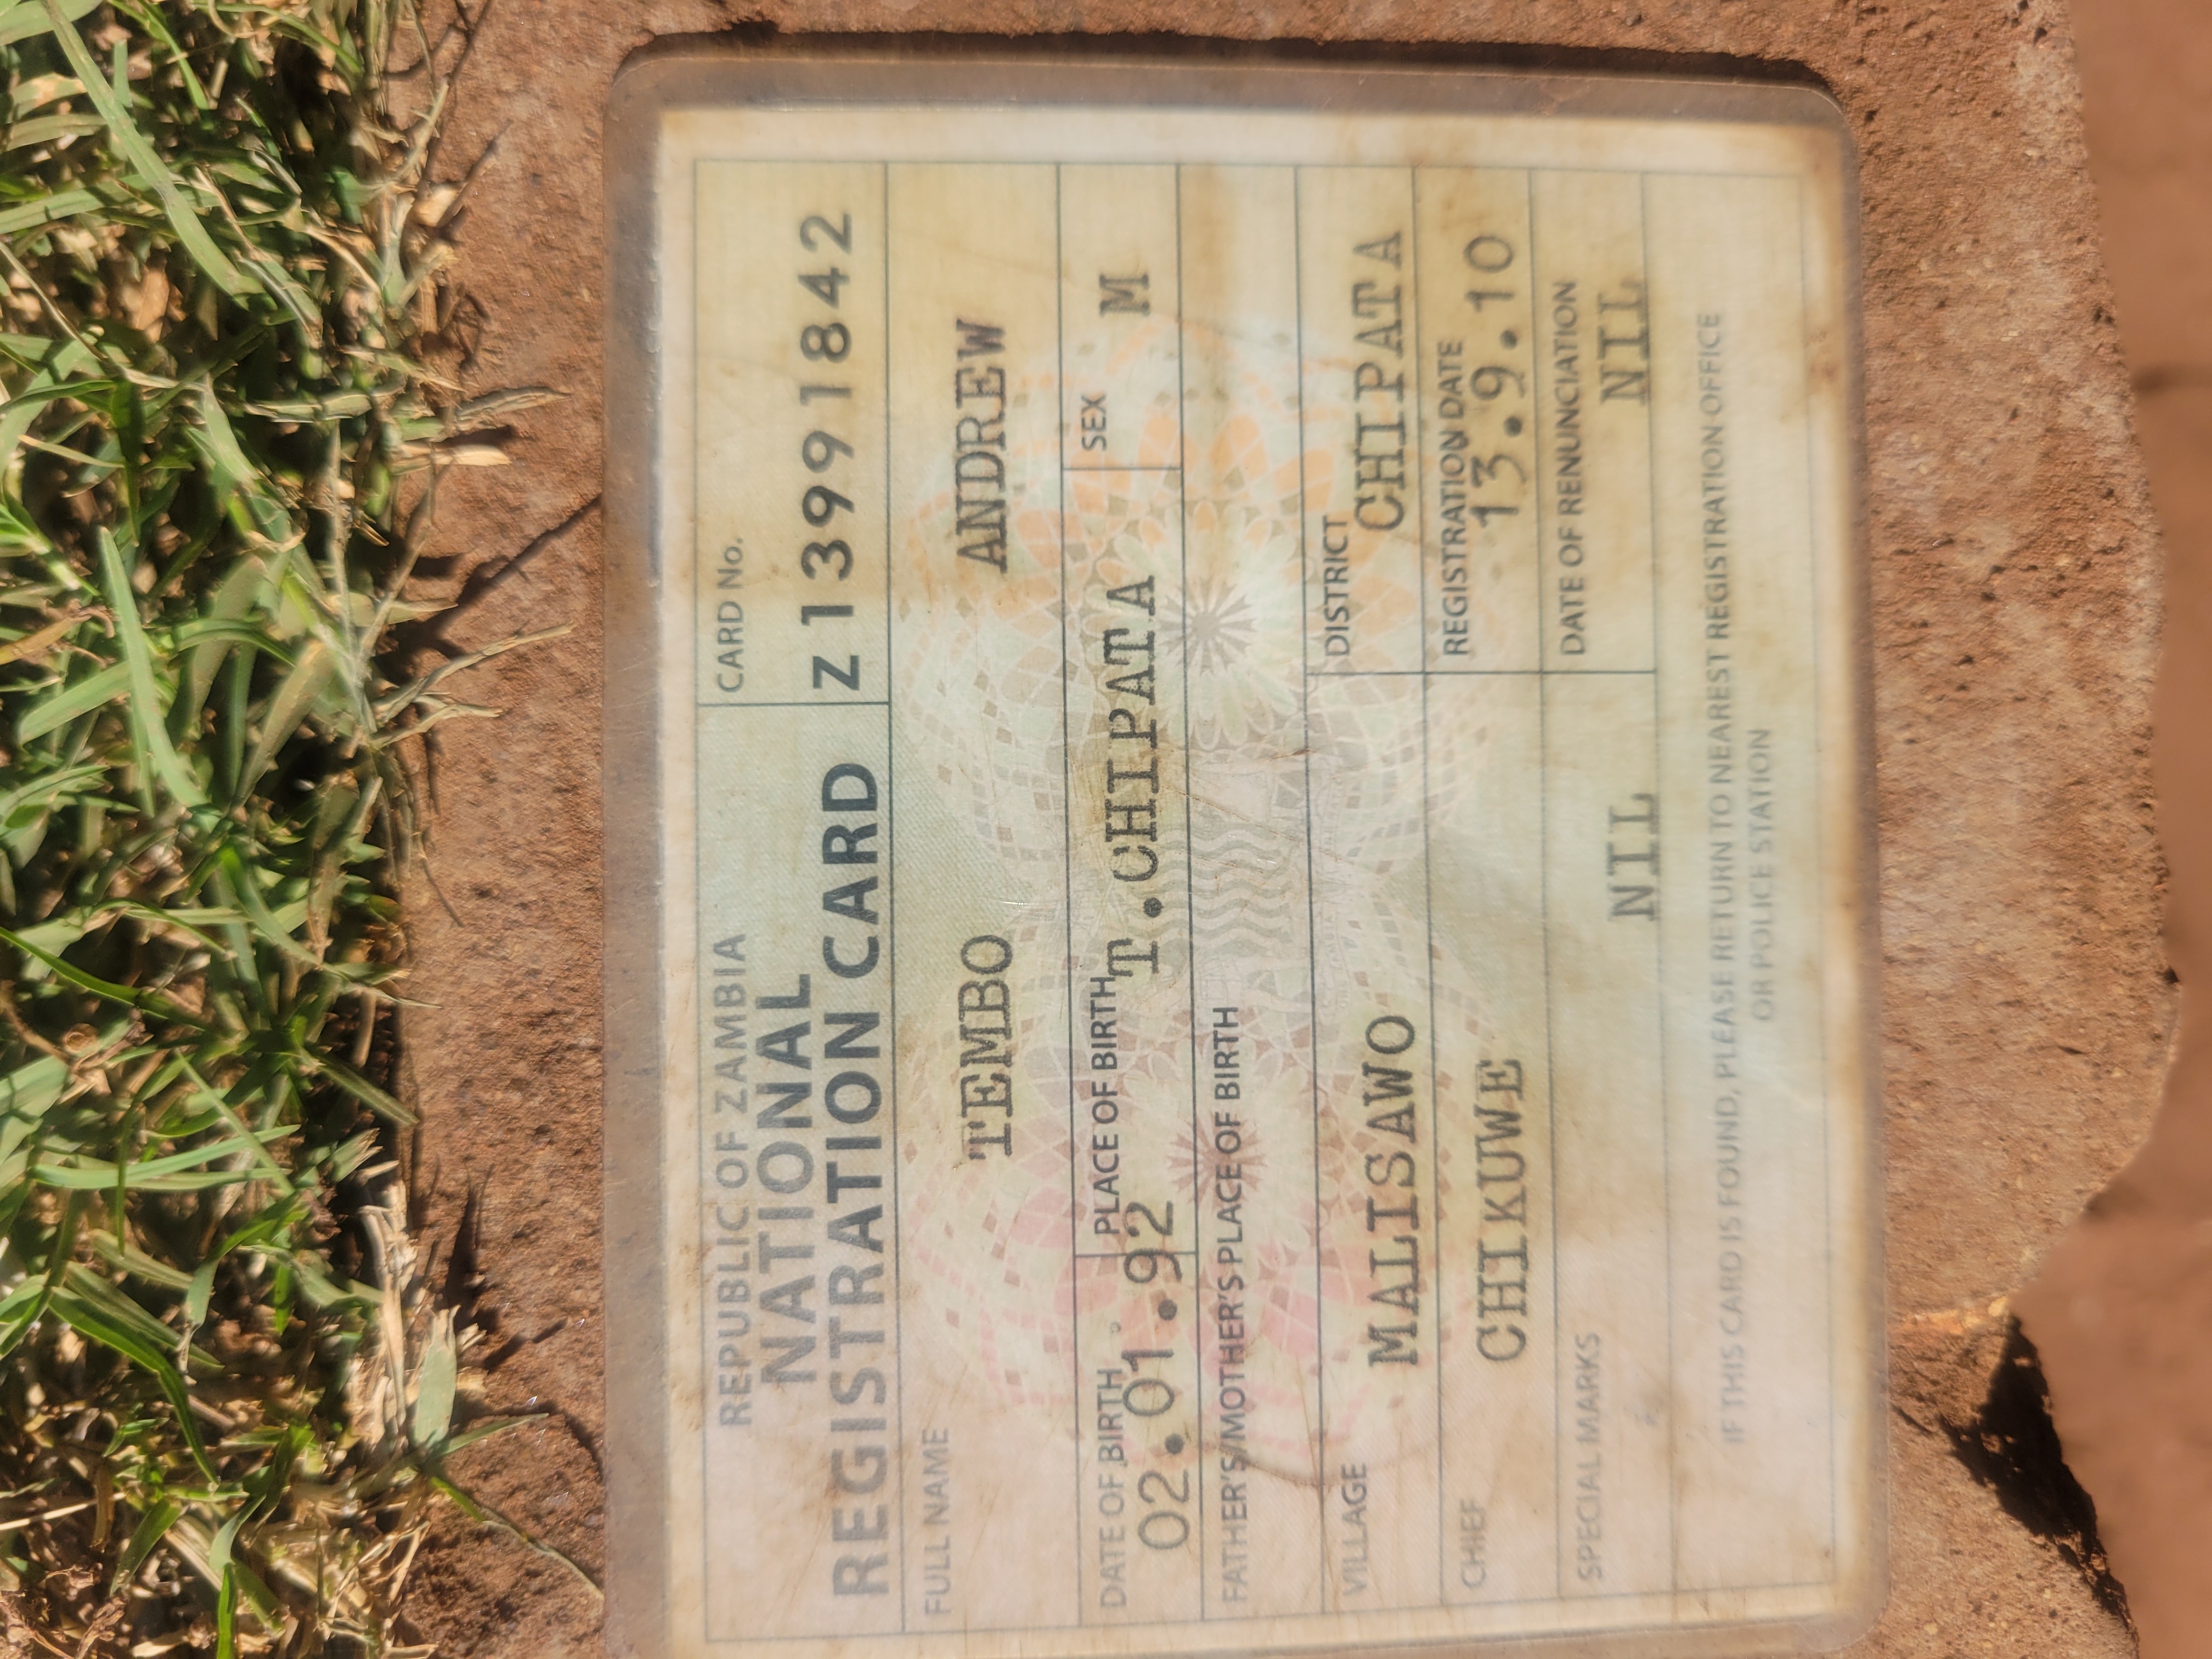 REPUBLIC OF ZAMBIA
NATIONAL
REGISTRATION CARD
CARD No.
Z 13991842
FULL NAME
TEMBO ANDREW
DATE OF BIRTH PLACE OF BIRTH SEX
02.01.92 T.CHIPATA M
FATHER'S/MOTHER'S PLACE OF BIRTH
VILLAGE DISTRICT
MALISAWO CHIPATA
CHIEF REGISTRATION DATE
CHIKUWE 13.9.10
SPECIAL MARKS DATE OF RENUNCIATION
NIL NIL
IF THIS CARD IS FOUND, PLEASE RETURN TO NEAREST REGISTRATION OFFICE
OR POLICE STATION